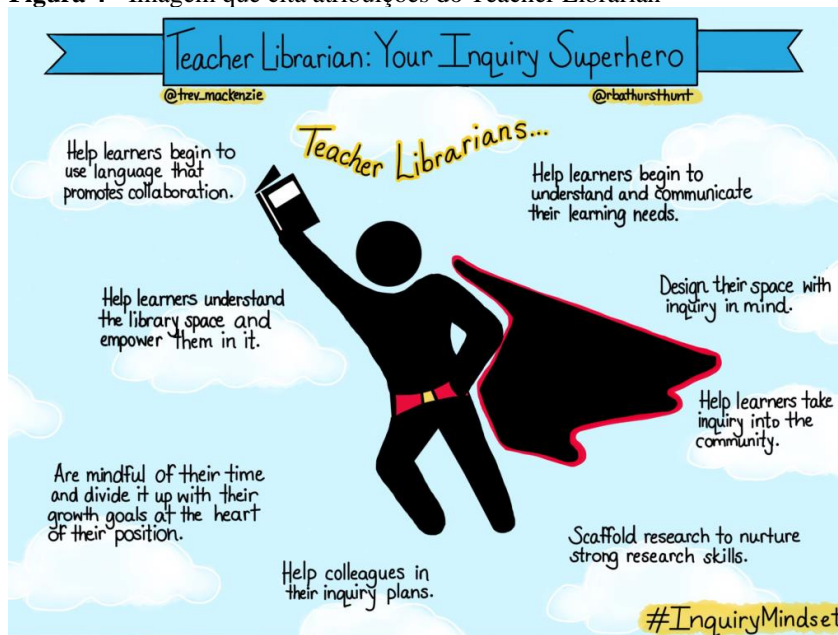 Figura 4 - Imagem que cita atribuições do Teacher Librarian
Teacher Librarian: Your Inquiry Superhero
@trev_mackenzie
@rbathursthunt
Teacher Librarians...
Help learners begin to
use language that
promotes collaboration.
Help learners begin to
understand and communicate
their learning needs.
Help learners understand
the library space and
empower them in it.
Design their space with
inquiry in mind.
Help learners take
inquiry into the
community.
Are mindful of their time
and divide it up with their
growth goals at the heart
of their position.
Scaffold research to nurture
strong research skills.
Help colleagues in
their inquiry plans.
#InquiryMindset